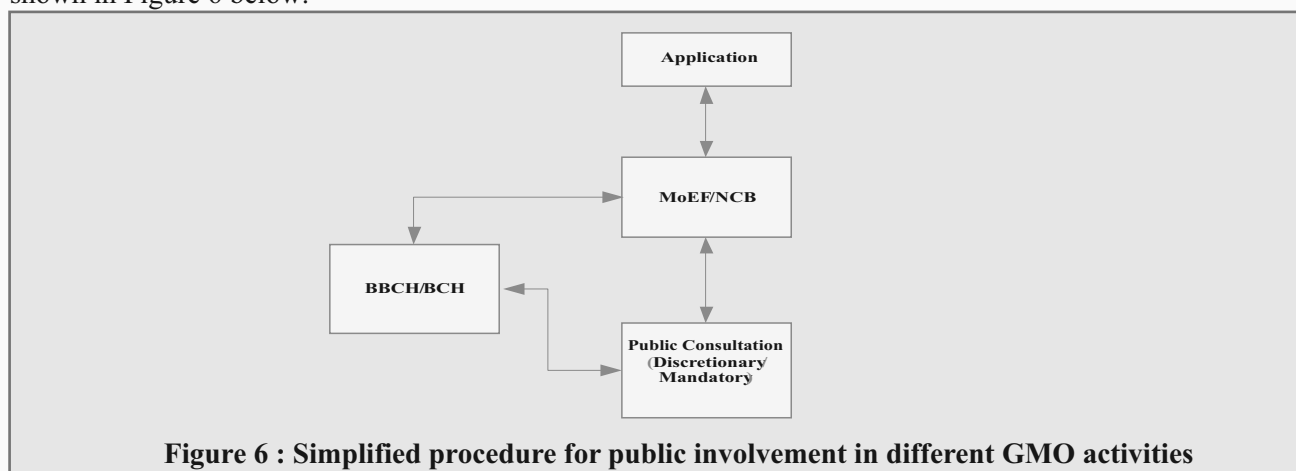 shown in Figure 6 below:
Application
MoEF/NCB
BBCH/BCH
Public Consultation
(Discretionary/
Mandatory)
Figure 6 : Simplified procedure for public involvement in different GMO activities